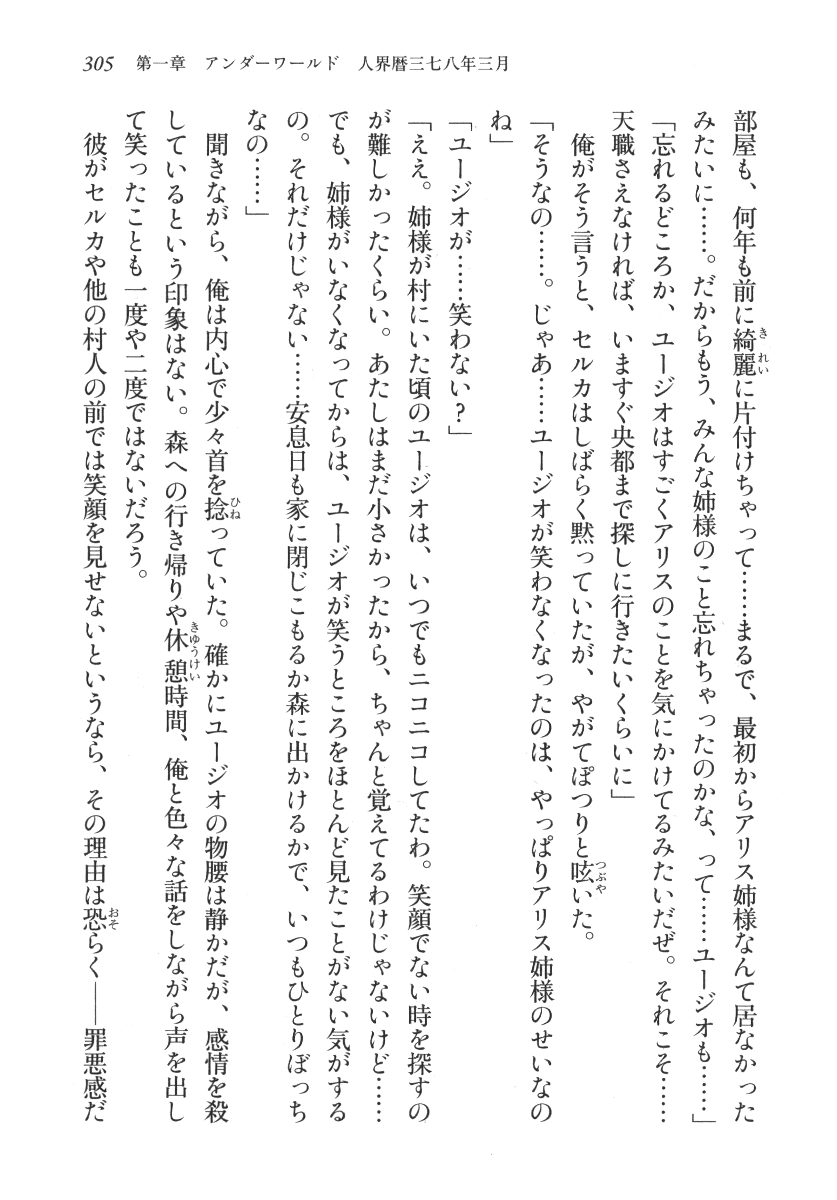 305　第一章　アンダーワールド　人界暦三七八年三月
部屋も、何年も前に綺麗に片付けちゃって……まるで、最初からアリス姉様なんて居なかった
みたいに……。だからもう、みんな姉様のこと忘れちゃったのかな、って……ユージオも……」
「忘れるどころか、ユージオはすごくアリスのことを気にかけてるみたいだぜ。それこそ……
天職さえなければ、いますぐ央都まで探しに行きたいくらいに」
　俺がそう言うと、セルカはしばらく黙っていたが、やがてぽつりと呟いた。
「そうなの……。じゃあ……ユージオが笑わなくなったのは、やっぱりアリス姉様のせいなの
ね」
「ユージオが……笑わない？」
「ええ。姉様が村にいた頃のユージオは、いつでもニコニコしてたわ。笑顔でない時を探すの
が難しかったくらい。あたしはまだ小さかったから、ちゃんと覚えてるわけじゃないけど……
でも、姉様がいなくなってからは、ユージオが笑うところをほとんど見たことがない気がする
の。それだけじゃない……安息日も家に閉じこもるか森に出かけるかで、いつもひとりぼっち
なの……」
　聞きながら、俺は内心で少々首を捻っていた。確かにユージオの物腰は静かだが、感情を殺
しているという印象はない。森への行き帰りや休憩時間、俺と色々な話をしながら声を出し
て笑ったことも一度や二度ではないだろう。
　彼がセルカや他の村人の前では笑顔を見せないというなら、その理由は恐らく――罪悪感だ